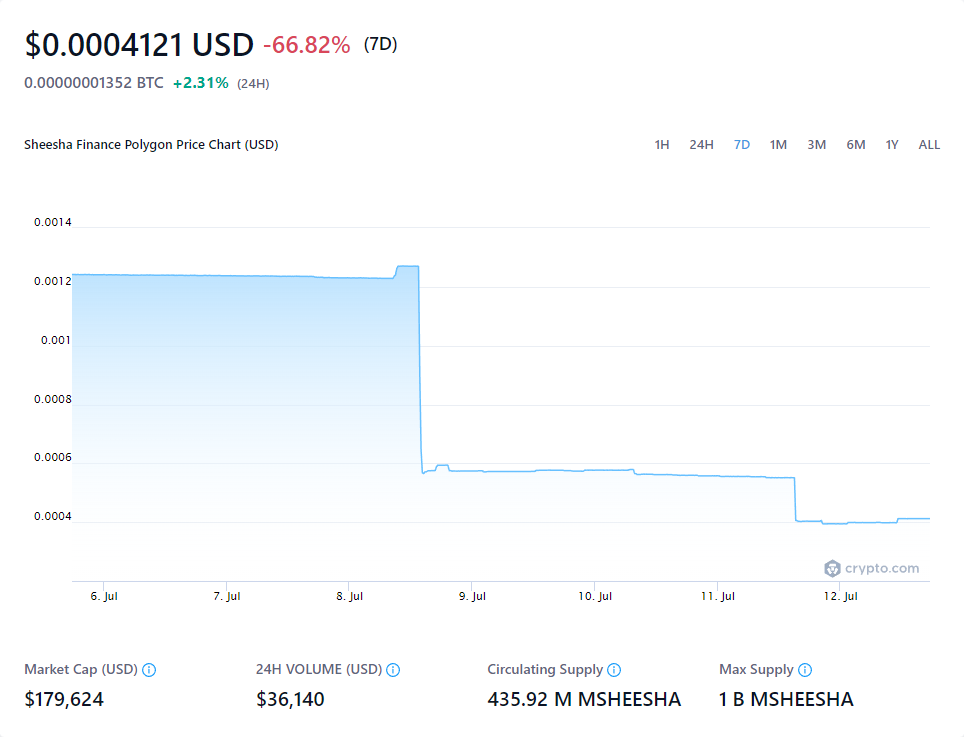 $0.0004121 USD -66.82% (7D)
0.00000001352 BTC +2.31% (24H)
Sheesha Finance Polygon Price Chart (USD) 1H 24H 7D 1M 3M 6M 1Y ALL
0.0014
0.0012
0.001
0.0008
0.0006
0.0004
crypto.com
6. Jul 7. Jul 8. Jul 9. Jul 10. Jul 11. Jul 12. Jul
Market Cap (USD) 24H VOLUME (USD) Circulating Supply Max Supply
$179,624 $36,140 435.92 M MSHEESHA 1 B MSHEESHA